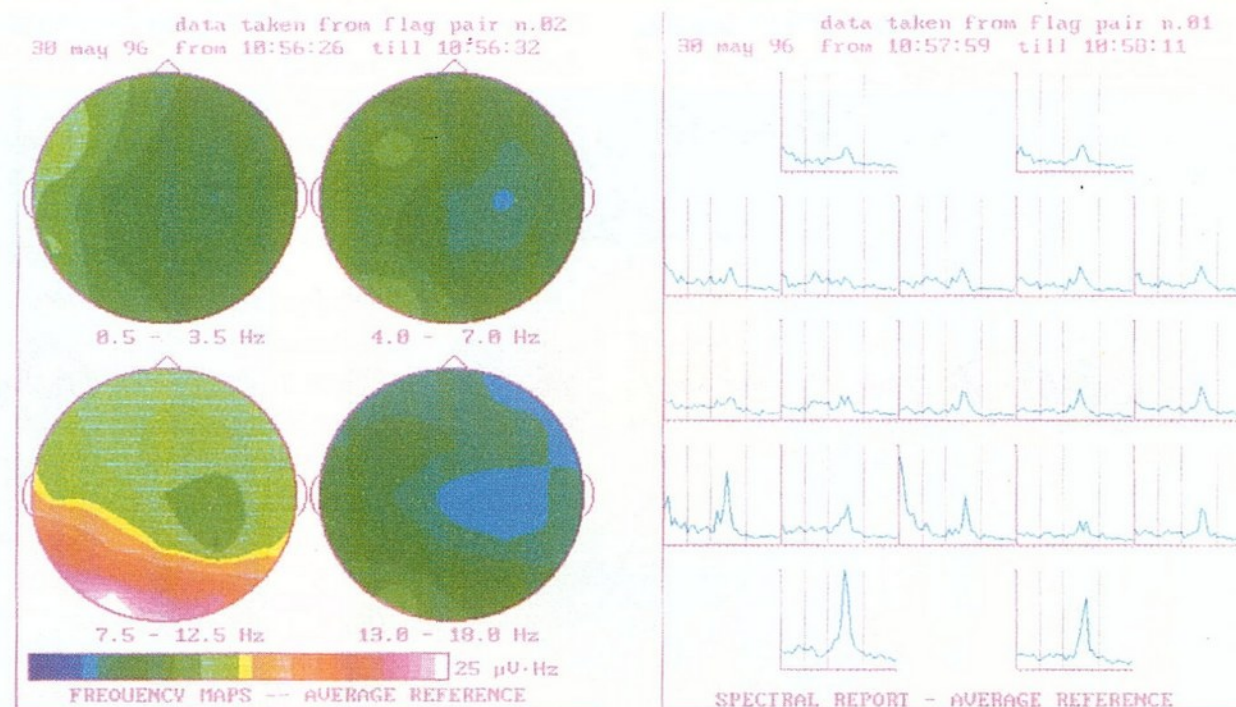 data taken from flag pair n.02
30 may 96 from 10:56:26 till 10:56:32
0.5 - 3.5 Hz
4.0 - 7.0 Hz
7.5 - 12.5 Hz
13.0 - 18.0 Hz
25 µV·Hz
FREQUENCY MAPS -- AVERAGE REFERENCE
data taken from flag pair n.01
30 may 96 from 10:57:59 till 10:58:11
SPECTRAL REPORT - AVERAGE REFERENCE